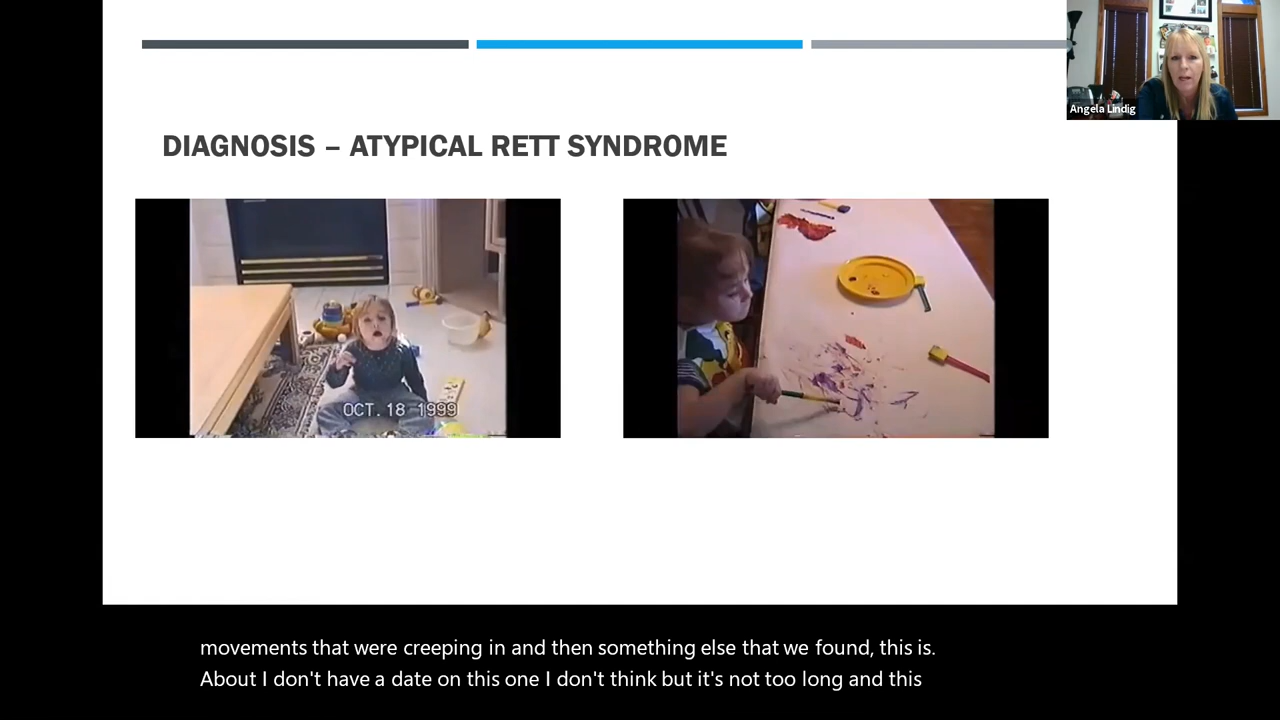 Angela Lindig
DIAGNOSIS – ATYPICAL RETT SYNDROME
OCT. 18 1999
movements that were creeping in and then something else that we found, this is.
About I don't have a date on this one I don't think but it's not too long and this